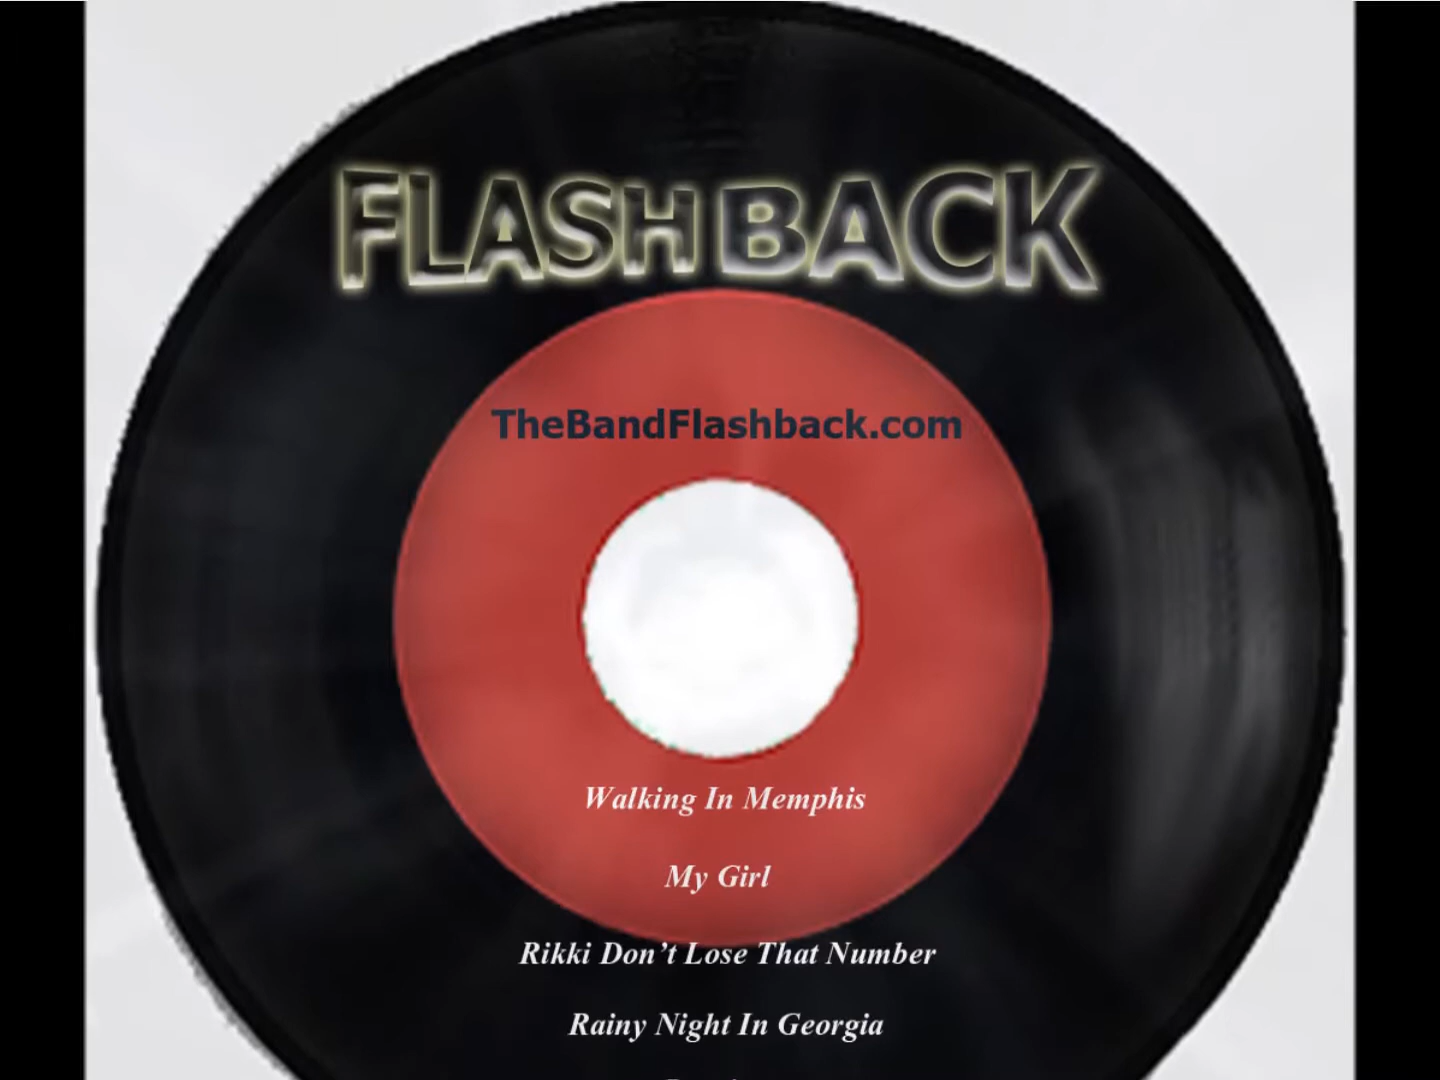 FLASHBACK
TheBandFlashback.com
Walking In Memphis
My Girl
Rikki Don’t Lose That Number
Rainy Night In Georgia